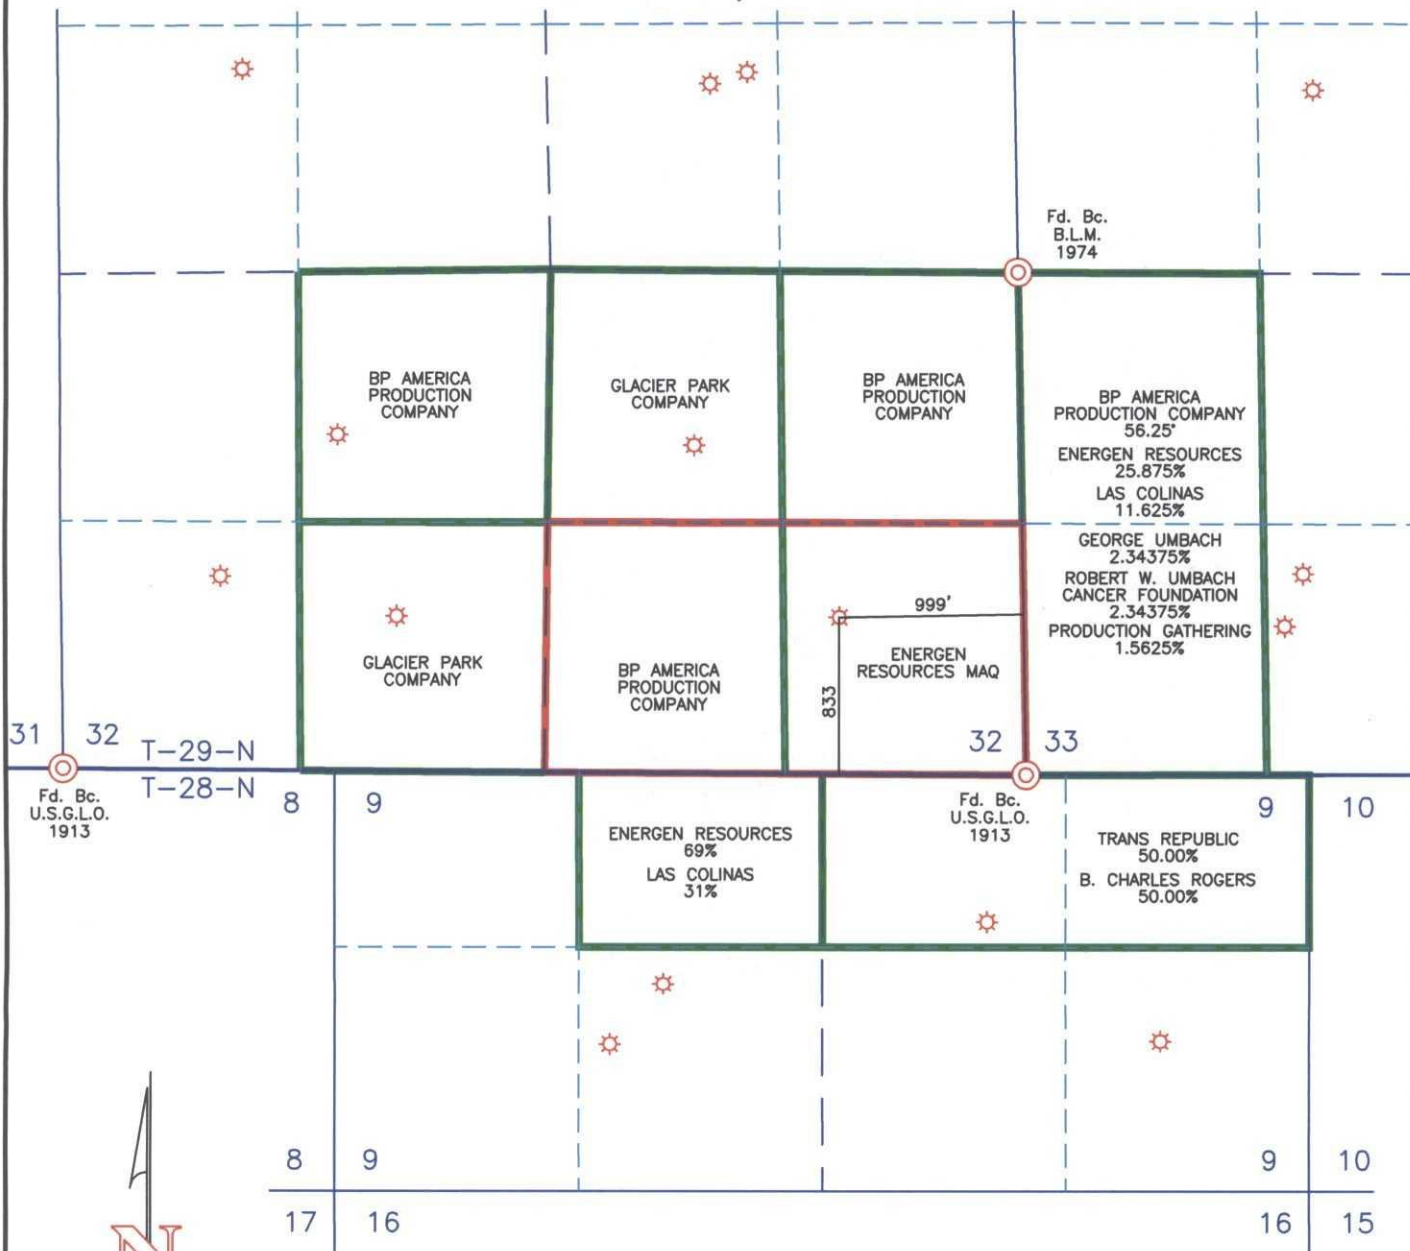 Fd. Bc.
B.L.M.
1974
BP AMERICA
PRODUCTION
COMPANY
GLACIER PARK
COMPANY
BP AMERICA
PRODUCTION
COMPANY
BP AMERICA
PRODUCTION COMPANY
56.25°
ENERGEN RESOURCES
25.875%
LAS COLINAS
11.625%
GEORGE UMBACH
2.34375%
ROBERT W. UMBACH
CANCER FOUNDATION
2.34375%
PRODUCTION GATHERING
1.5625%
GLACIER PARK
COMPANY
BP AMERICA
PRODUCTION
COMPANY
999'
833
ENERGEN
RESOURCES MAQ
31 32
T-29-N
T-28-N
32 33
Fd. Bc.
U.S.G.L.O.
1913
8 9
ENERGEN RESOURCES
69%
LAS COLINAS
31%
Fd. Bc.
U.S.G.L.O.
1913
9 10
TRANS REPUBLIC
50.00%
B. CHARLES ROGERS
50.00%
8 9
17 16
9 10
16 15
N